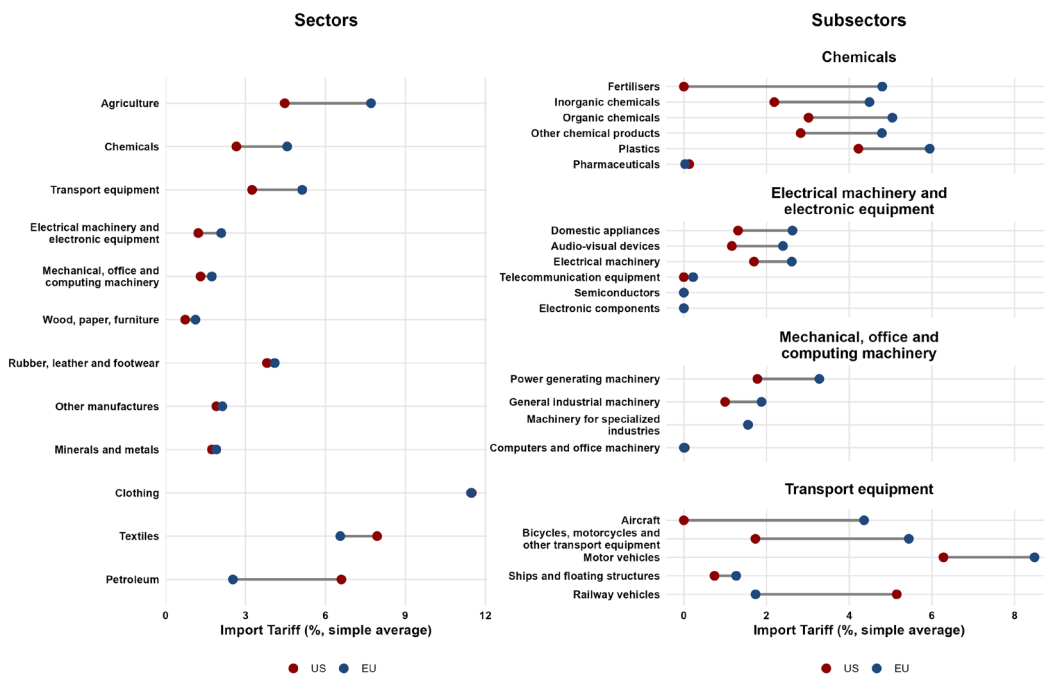 Sectors
Agriculture
Chemicals
Transport equipment
Electrical machinery and
electronic equipment
Mechanical, office and
computing machinery
Wood, paper, furniture
Rubber, leather and footwear
Other manufactures
Minerals and metals
Clothing
Textiles
Petroleum
0 3 6 9 12
Import Tariff (%, simple average)
US EU
Subsectors
Chemicals
Fertilisers
Inorganic chemicals
Organic chemicals
Other chemical products
Plastics
Pharmaceuticals
Electrical machinery and
electronic equipment
Domestic appliances
Audio-visual devices
Electrical machinery
Telecommunication equipment
Semiconductors
Electronic components
Mechanical, office and
computing machinery
Power generating machinery
General industrial machinery
Machinery for specialized
industries
Computers and office machinery
Transport equipment
Aircraft
Bicycles, motorcycles and
other transport equipment
Motor vehicles
Ships and floating structures
Railway vehicles
0 2 4 6 8
Import Tariff (%, simple average)
US EU